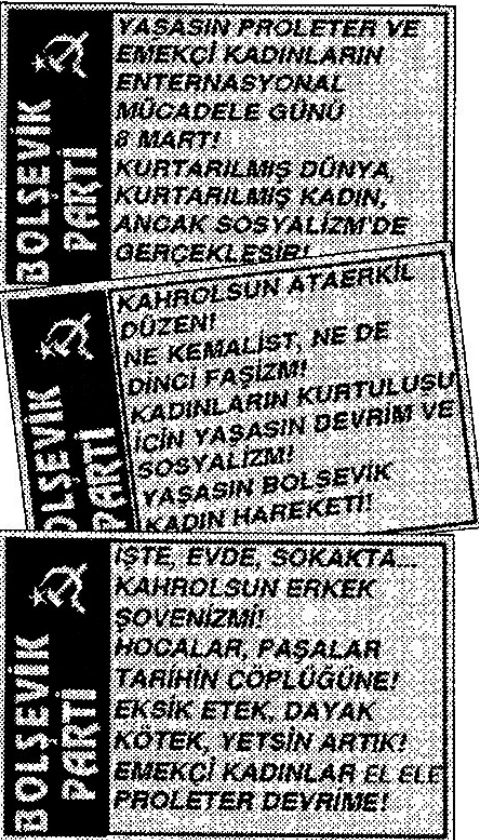 BOLŞEVİK
PARTİ
YAŞASIN PROLETER VE
EMEKÇİ KADINLARIN
ENTERNASYONAL
MÜCADELE GÜNÜ
8 MART!
KURTARILMIŞ DÜNYA,
KURTARILMIŞ KADIN,
ANCAK SOSYALİZM'DE
GERÇEKLEŞİR!
OLŞEVİK
PARTİ
KAHROLSUN ATAERKİL
DÜZEN!
NE KEMALİST, NE DE
DİNCİ FAŞİZM!
KADINLARIN KURTULUŞU
İÇİN YAŞASIN DEVRİM VE
SOSYALİZM!
YAŞASIN BOLŞEVİK
KADIN HAREKETİ!
BOLŞEVİK
PARTİ
İŞTE, EVDE, SOKAKTA...
KAHROLSUN ERKEK
ŞOVENİZMİ!
HOCALAR, PAŞALAR
TARİHİN ÇÖPLÜĞÜNE!
EKSİK ETEK, DAYAK
KÖTEK, YETSİN ARTIK!
EMEKÇİ KADINLAR EL ELE
PROLETER DEVRİME!